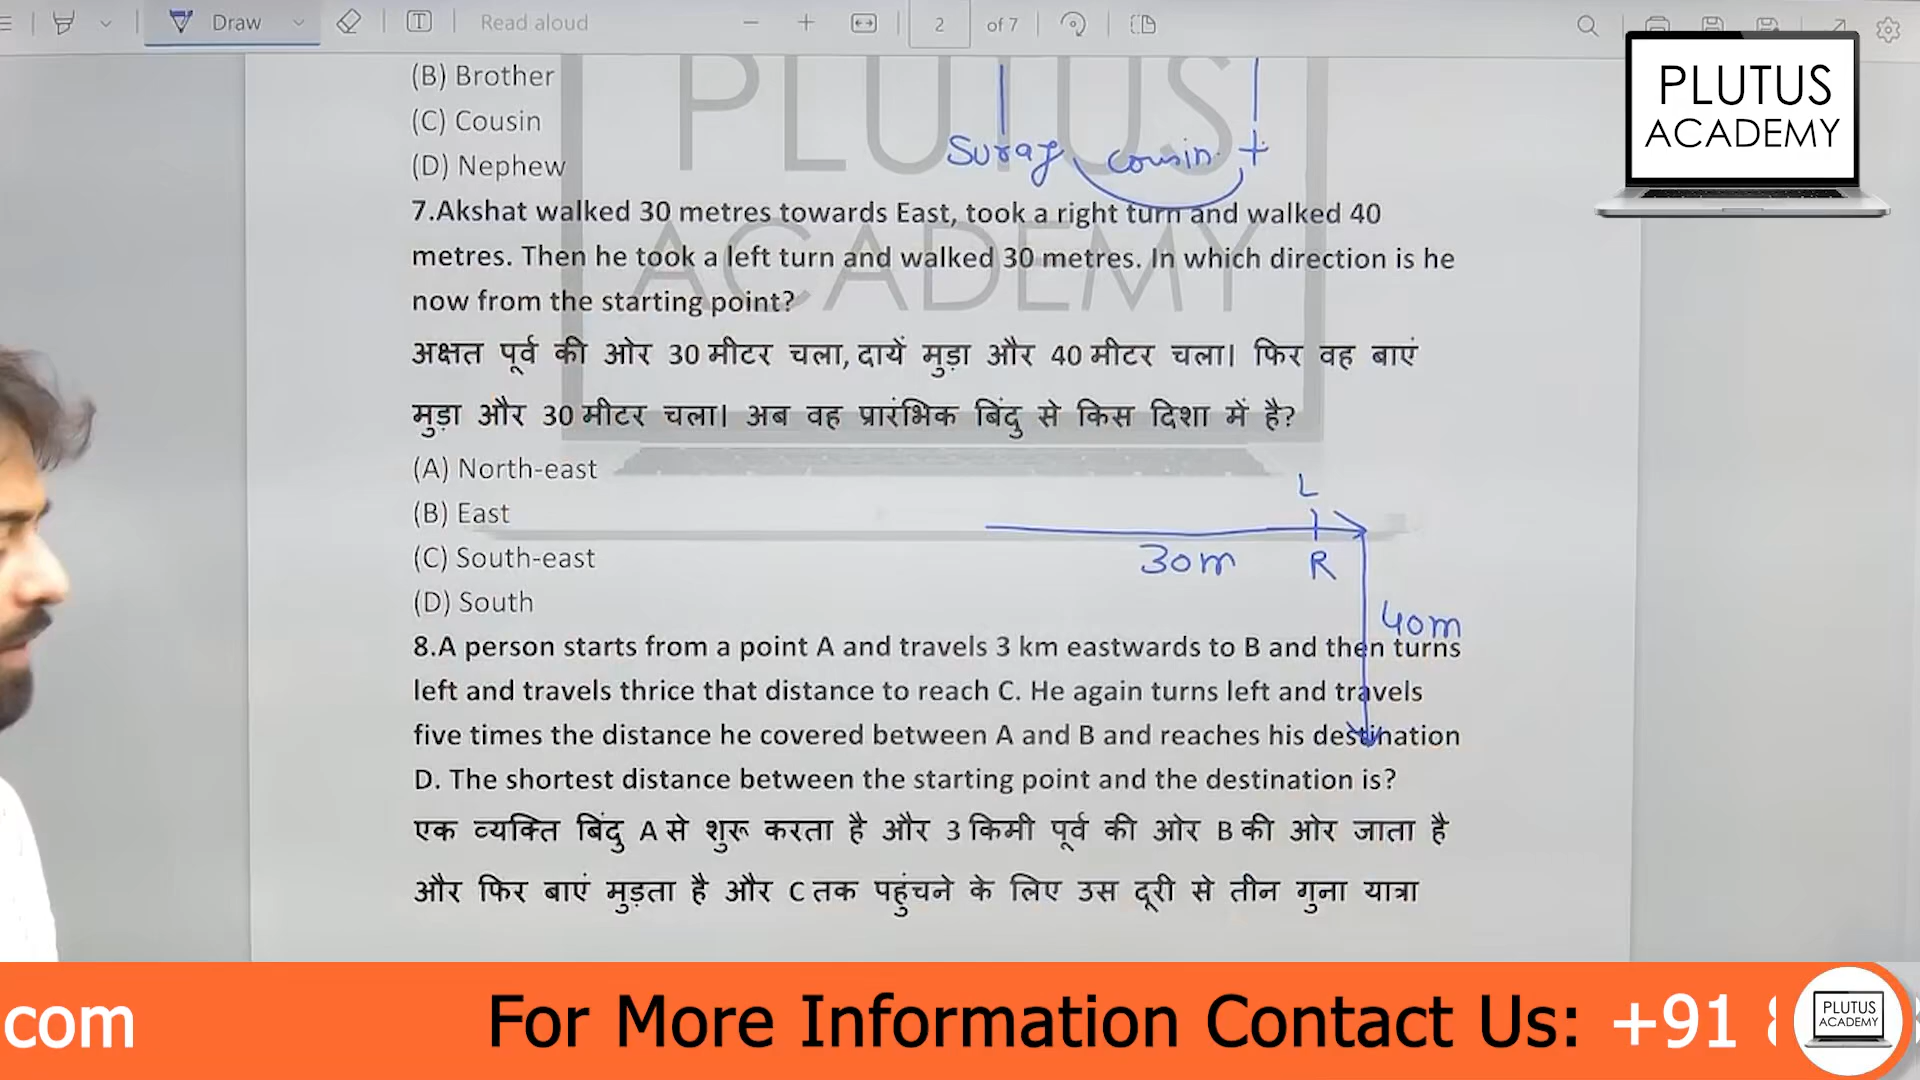 Draw
Read aloud
2 of 7
(B) Brother
(C) Cousin
(D) Nephew
Suraj cousin +
7.Akshat walked 30 metres towards East, took a right turn and walked 40
metres. Then he took a left turn and walked 30 metres. In which direction is he
now from the starting point?
अक्षत पूर्व की ओर 30 मीटर चला, दायें मुड़ा और 40 मीटर चला। फिर वह बाएं
मुड़ा और 30 मीटर चला। अब वह प्रारंभिक बिंदु से किस दिशा में है?
(A) North-east
(B) East
(C) South-east
(D) South
L
30m
R
40m
8.A person starts from a point A and travels 3 km eastwards to B and then turns
left and travels thrice that distance to reach C. He again turns left and travels
five times the distance he covered between A and B and reaches his destination
D. The shortest distance between the starting point and the destination is?
एक व्यक्ति बिंदु A से शुरू करता है और 3 किमी पूर्व की ओर B की ओर जाता है
और फिर बाएं मुड़ता है और C तक पहुंचने के लिए उस दूरी से तीन गुना यात्रा
PLUTUS
ACADEMY
PLUTUS
ACADEMY
com For More Information Contact Us: +91
PLUTUS
ACADEMY